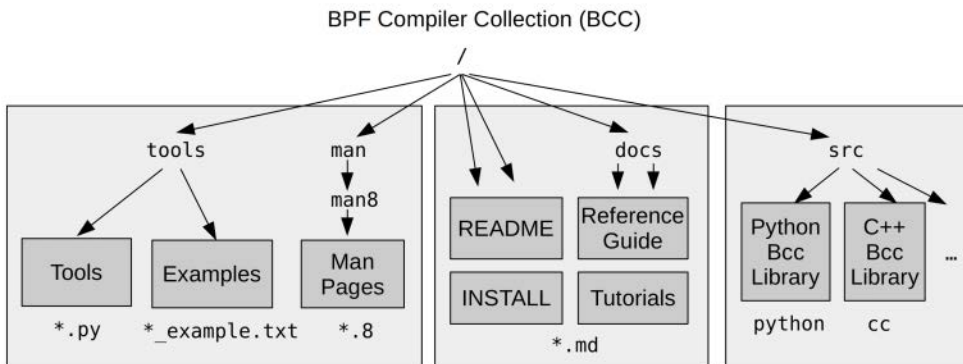 BPF Compiler Collection (BCC)
/
tools
man
docs
src
man8
Tools
Examples
Man
Pages
README
Reference
Guide
INSTALL
Tutorials
Python
Bcc
Library
C++
Bcc
Library
...
*.py
*_example.txt
*.8
*.md
python
cc